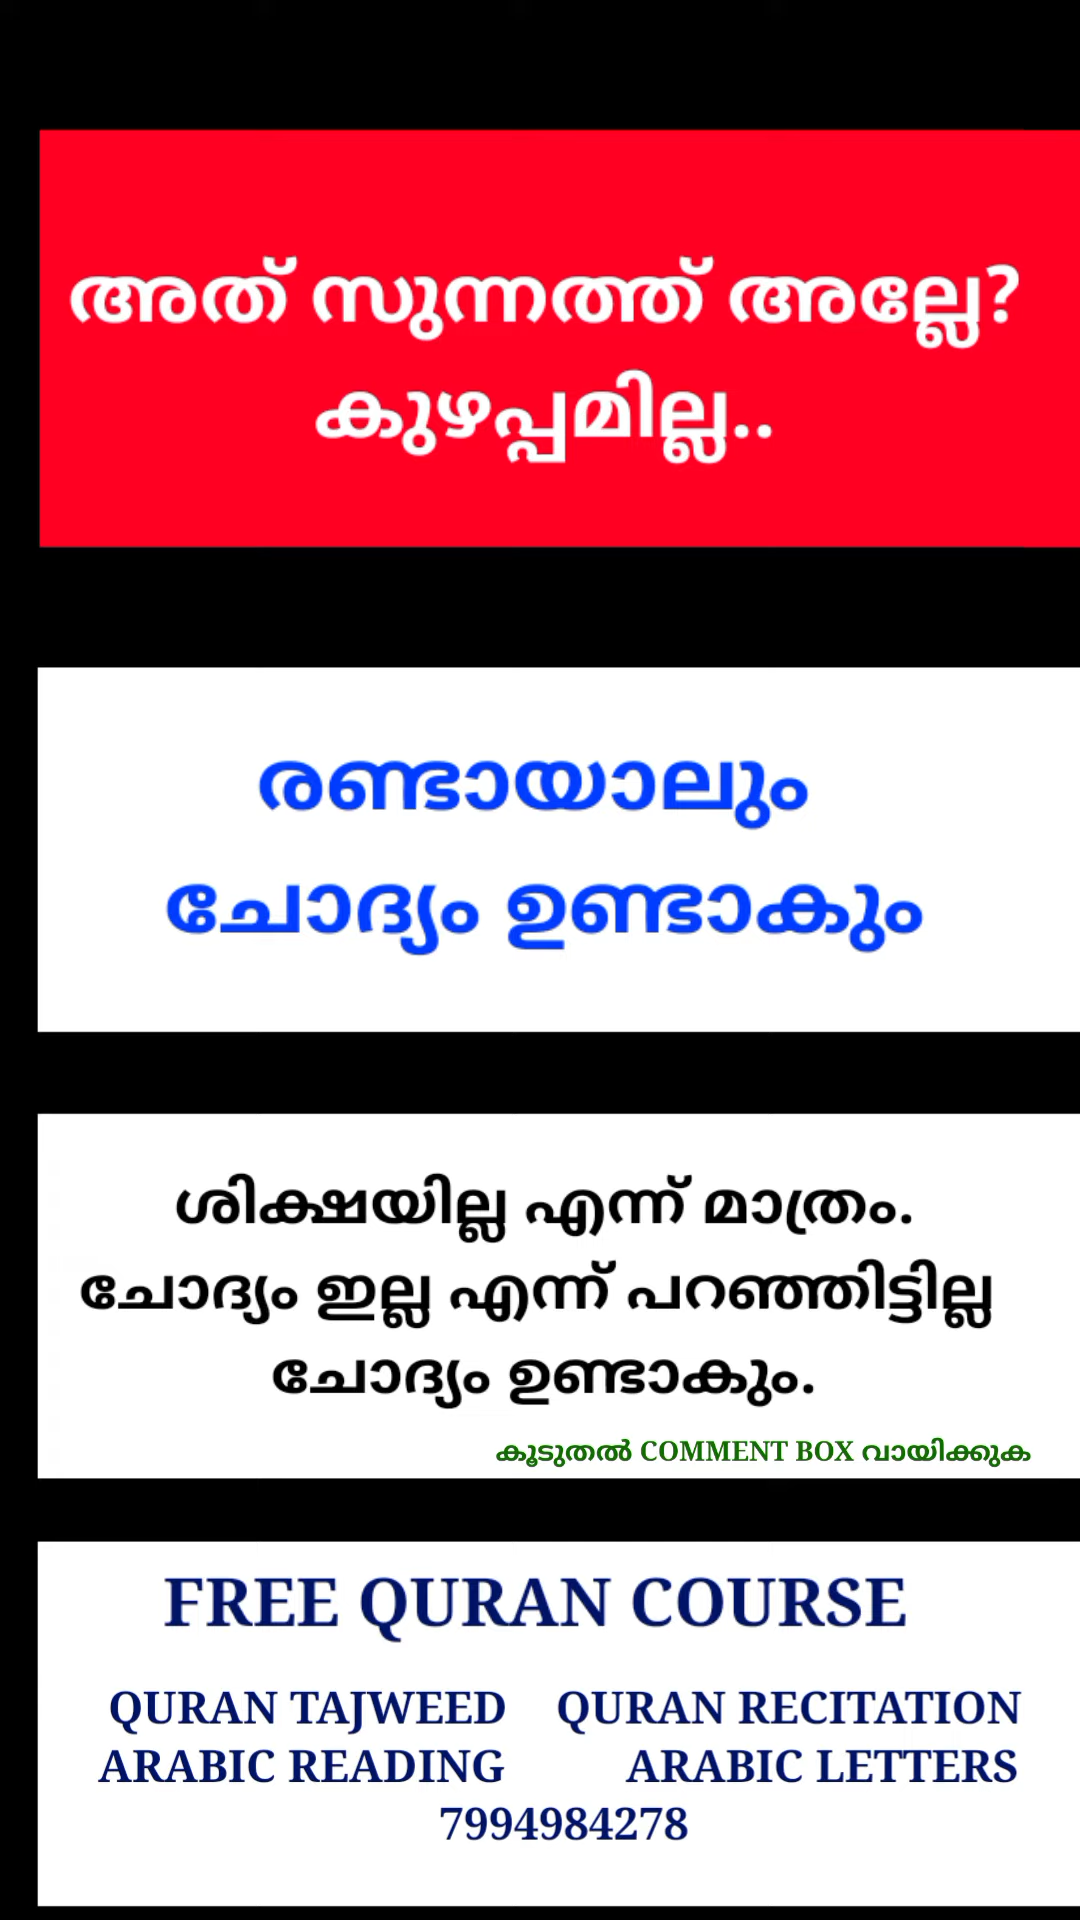 അത് സുന്നത്ത് അല്ലേ?
കുഴപ്പമില്ല..
രണ്ടായാലും
ചോദ്യം ഉണ്ടാകും
ശിക്ഷയില്ല എന്ന് മാത്രം.
ചോദ്യം ഇല്ല എന്ന് പറഞ്ഞിട്ടില്ല
ചോദ്യം ഉണ്ടാകും.
കൂടുതൽ COMMENT BOX വായിക്കുക
FREE QURAN COURSE
QURAN TAJWEED QURAN RECITATION
ARABIC READING ARABIC LETTERS
7994984278